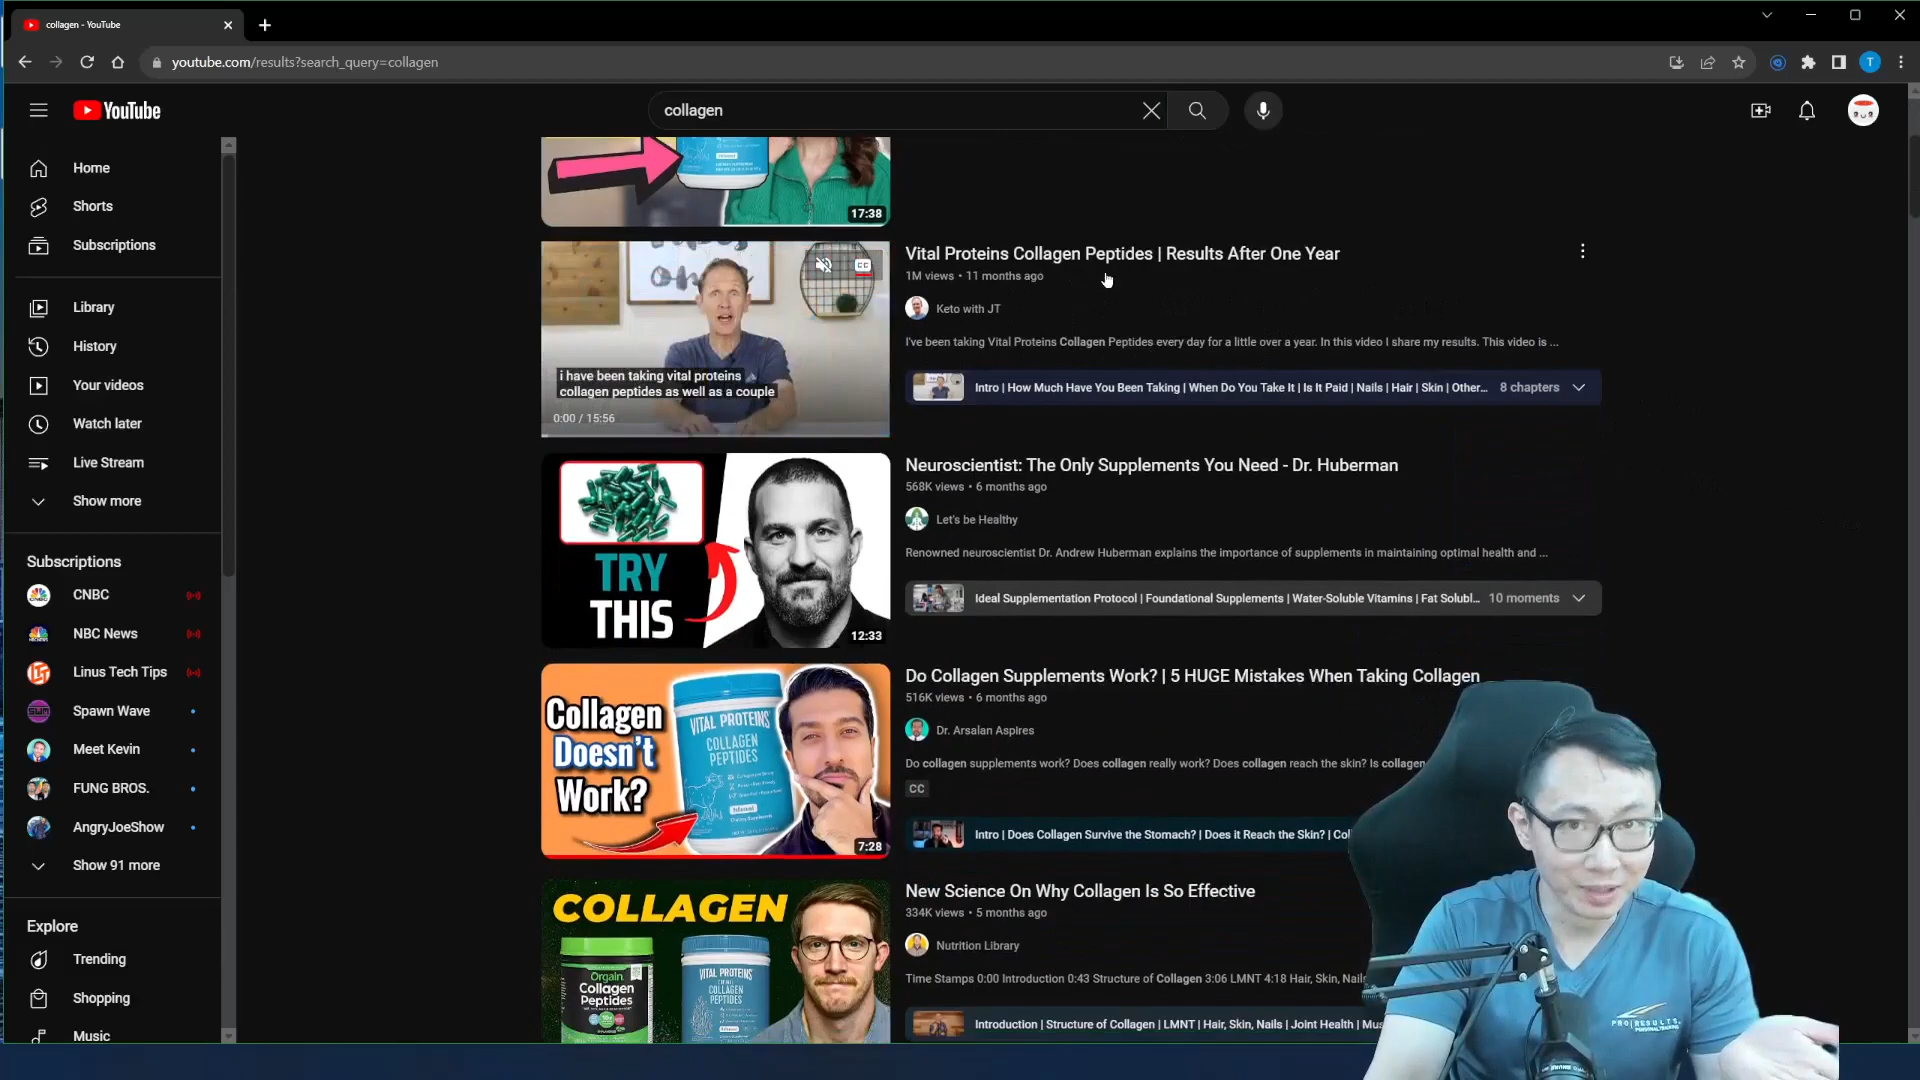 collagen - YouTube
youtube.com/results?search_query=collagen
T
YouTube
collagen
Home
Shorts
Subscriptions
Library
History
Your videos
Watch later
Live Stream
Show more
Subscriptions
CNBC
NBC News
Linus Tech Tips
Spawn Wave
Meet Kevin
FUNG BROS.
AngryJoeShow
Show 91 more
Explore
Trending
Shopping
Music
17:38
CC
i have been taking vital proteins
collagen peptides as well as a couple
0:00 / 15:56
Vital Proteins Collagen Peptides | Results After One Year
1M views • 11 months ago
Keto with JT
I've been taking Vital Proteins Collagen Peptides every day for a little over a year. In this video I share my results. This video is ...
Intro | How Much Have You Been Taking | When Do You Take It | Is It Paid | Nails | Hair | Skin | Other... 8 chapters
TRY
THIS
12:33
Neuroscientist: The Only Supplements You Need - Dr. Huberman
568K views • 6 months ago
Let's be Healthy
Renowned neuroscientist Dr. Andrew Huberman explains the importance of supplements in maintaining optimal health and ...
Ideal Supplementation Protocol | Foundational Supplements | Water-Soluble Vitamins | Fat Solubl... 10 moments
Collagen
Doesn't
Work?
VITAL PROTEINS
COLLAGEN
PEPTIDES
7:28
Do Collagen Supplements Work? | 5 HUGE Mistakes When Taking Collagen
516K views • 6 months ago
Dr. Arsalan Aspires
Do collagen supplements work? Does collagen really work? Does collagen reach the skin? Is collagen
CC
Intro | Does Collagen Survive the Stomach? | Does it Reach the Skin? | Col
COLLAGEN
Orgain
Collagen
Peptides
VITAL PROTEINS
COLLAGEN
PEPTIDES
New Science On Why Collagen Is So Effective
334K views • 5 months ago
Nutrition Library
Time Stamps 0:00 Introduction 0:43 Structure of Collagen 3:06 LMNT 4:18 Hair, Skin, Nails
Introduction | Structure of Collagen | LMNT | Hair, Skin, Nails | Joint Health | Mus
PRO RESULTS
PERSONAL TRAINING